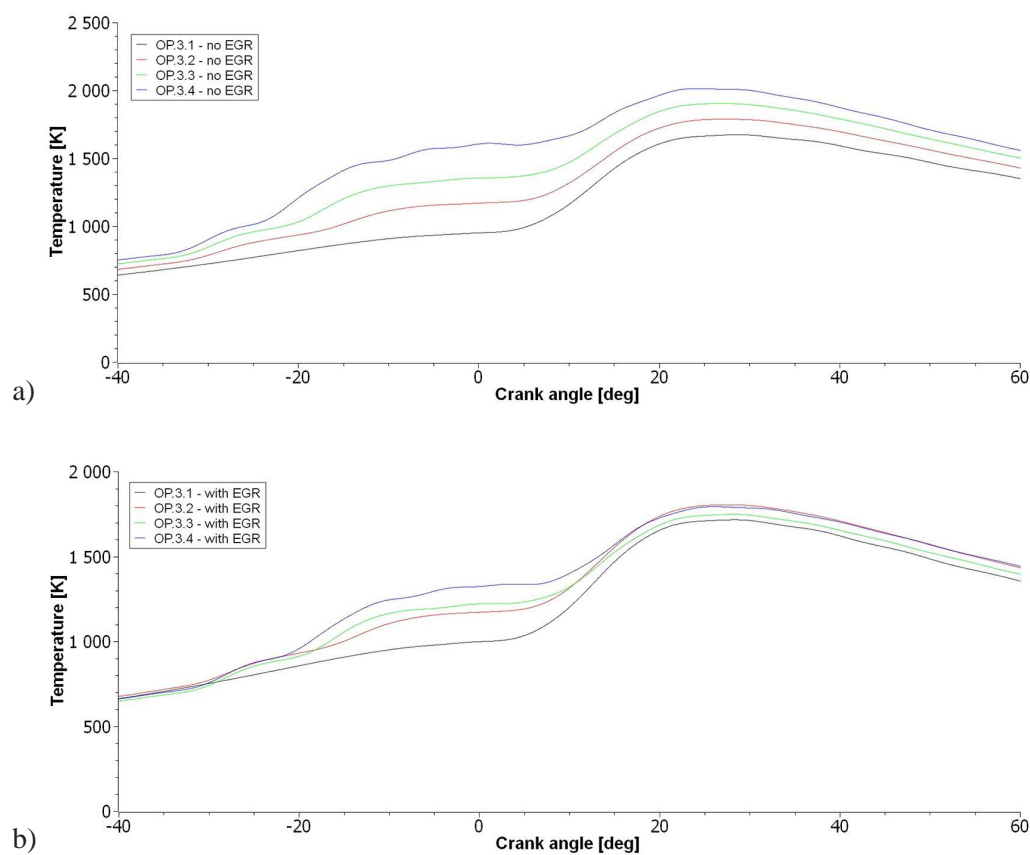 2 500
2 000
1 500
1 000
500
0
Temperature [K]
OP.3.1 - no EGR
OP.3.2 - no EGR
OP.3.3 - no EGR
OP.3.4 - no EGR
-40
-20
0
20
40
60
Crank angle [deg]
a)
2 000
1 500
1 000
500
0
Temperature [K]
OP.3.1 - with EGR
OP.3.2 - with EGR
OP.3.3 - with EGR
OP.3.4 - with EGR
-40
-20
0
20
40
60
Crank angle [deg]
b)